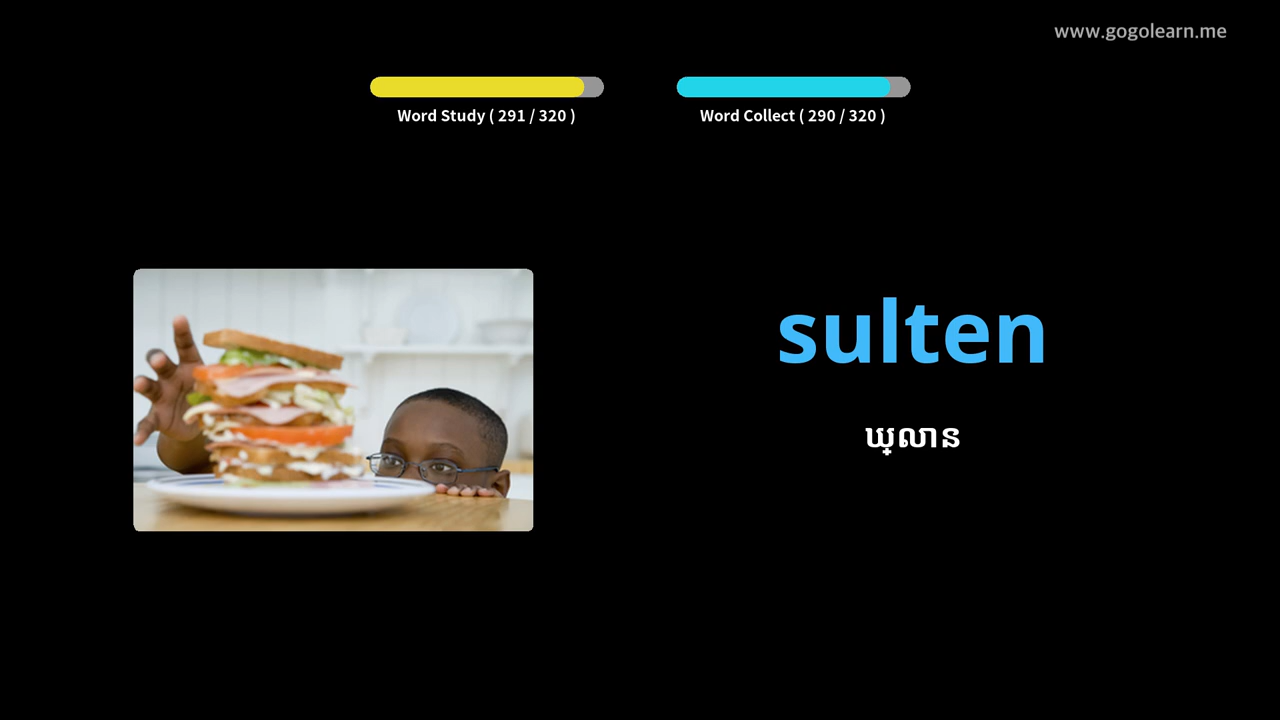 www.gogolearn.me
Word Study ( 291 / 320 )
Word Collect ( 290 / 320 )
sulten
ឃ្លាន